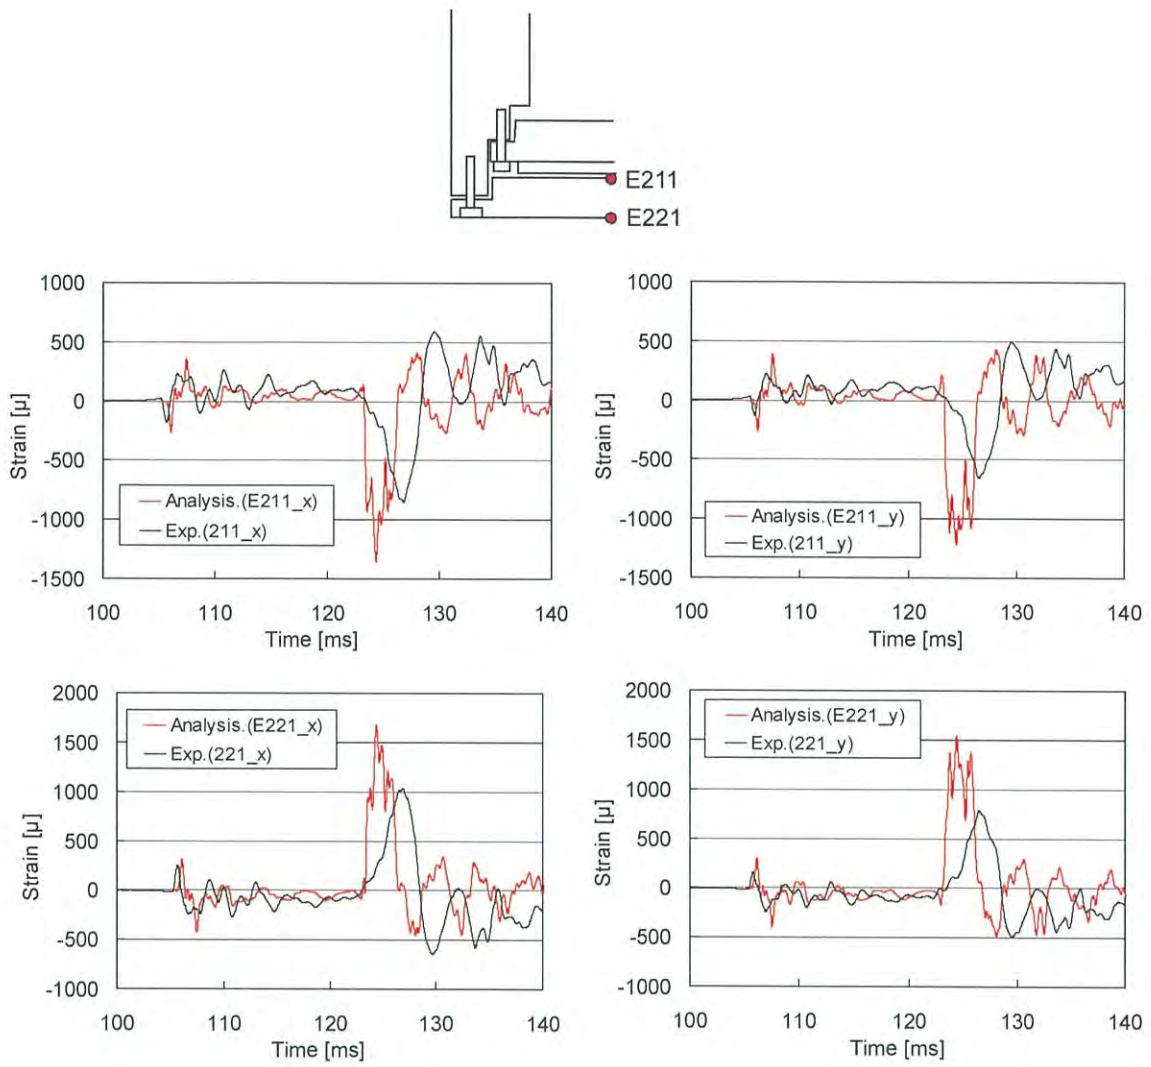 E211
E221
1000
500
0
-500
-1000
-1500
Strain [µ]
Analysis.(E211_x)
Exp.(211_x)
100
110
120
130
140
Time [ms]
1000
500
0
-500
-1000
-1500
Strain [µ]
Analysis.(E211_y)
Exp.(211_y)
100
110
120
130
140
Time [ms]
2000
1500
1000
500
0
-500
-1000
Strain [µ]
Analysis.(E221_x)
Exp.(221_x)
100
110
120
130
140
Time [ms]
2000
1500
1000
500
0
-500
-1000
Strain [µ]
Analysis.(E221_y)
Exp.(221_y)
100
110
120
130
140
Time [ms]